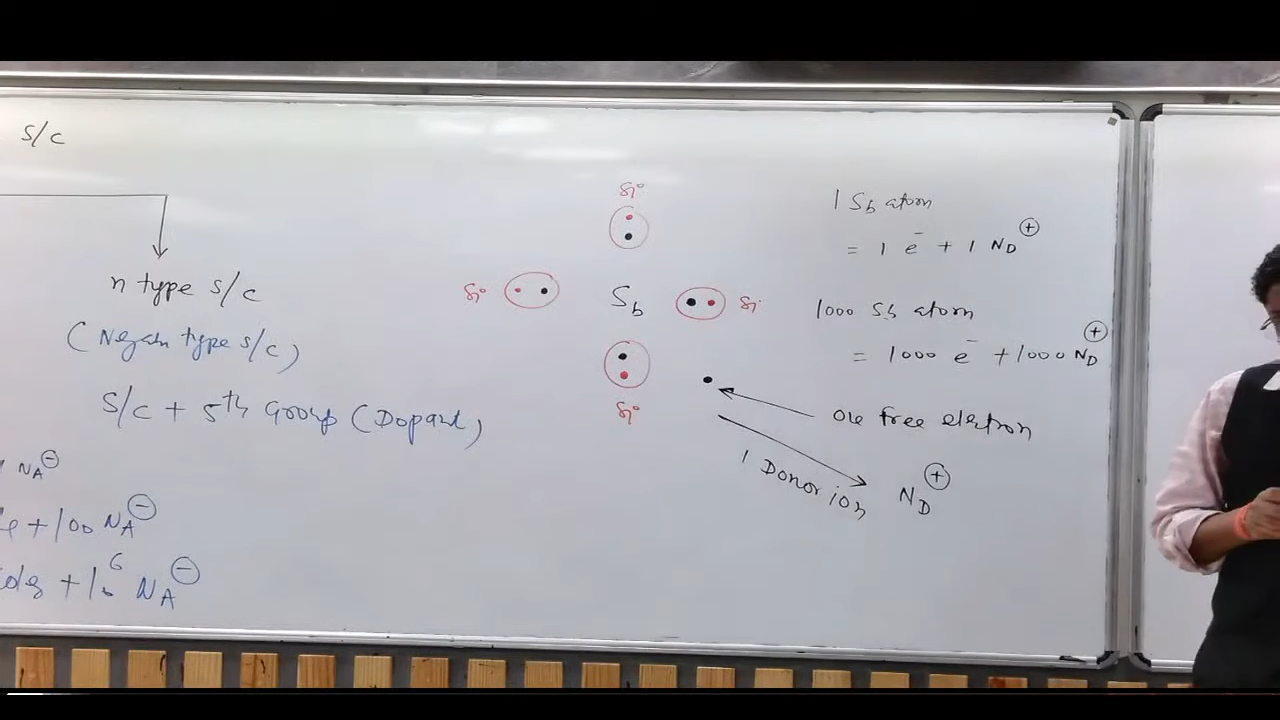 S/C
n type S/C
(Negative type S/C)
S/C + 5th Group (Dopant)
NA⊖
+ 100 NA⊖
+ 10⁶ NA⊖
Si
Si Sb Si
Si
1 Sb atom
= 1 e⁻ + 1 ND⊕
1000 Sb atom
= 1000 e⁻ + 1000 ND⊕
One free electron
1 Donor ion ND⊕